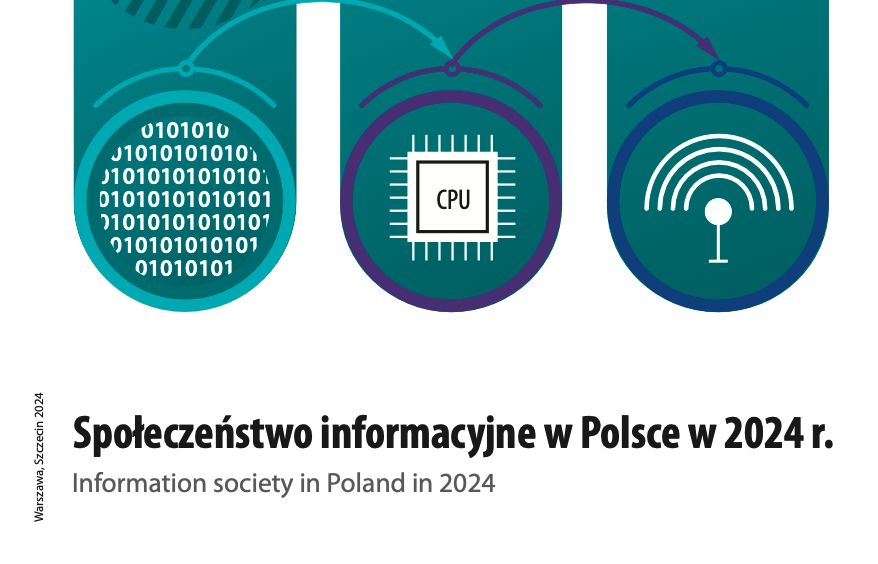 0101010
010101010101
0101010101010
01010101010101
01010101010101
010101010101
01010101
CPU
Warszawa, Szczecin 2024
Społeczeństwo informacyjne w Polsce w 2024 r.
Information society in Poland in 2024